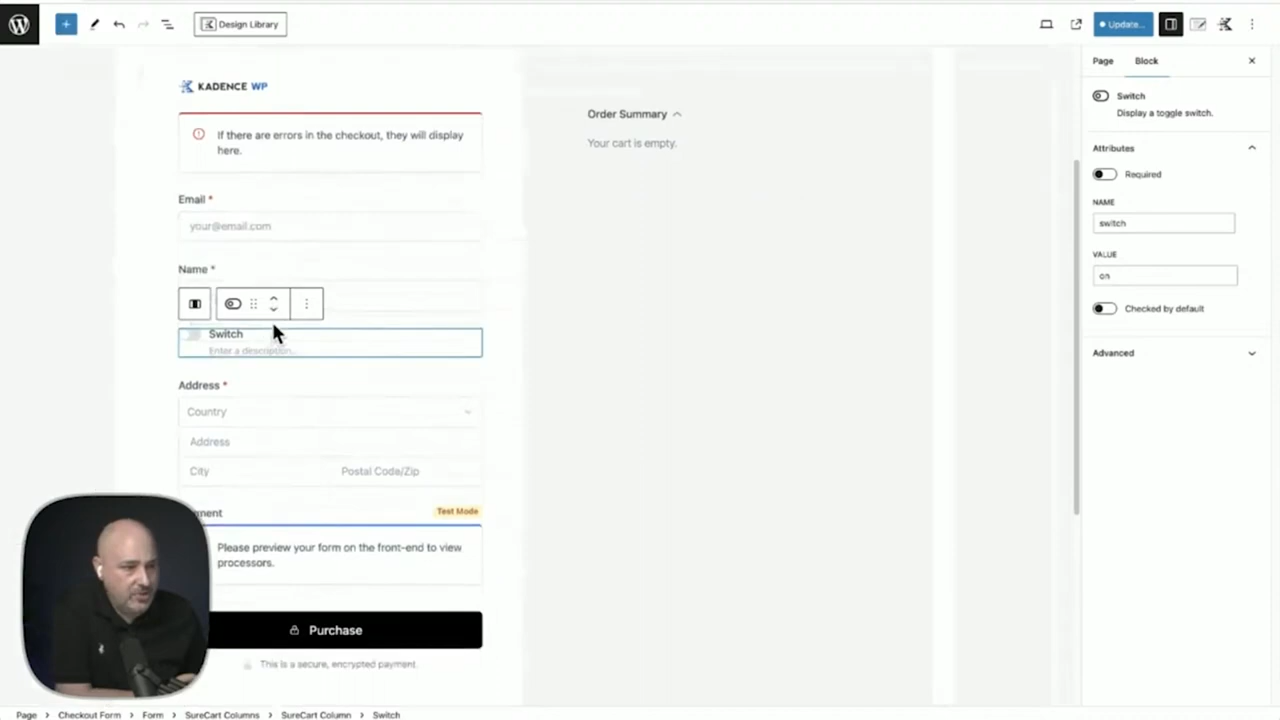 Design Library
Update...
KADENCE WP
If there are errors in the checkout, they will display
here.
Email *
your@email.com
Name *
Switch
Enter a description...
Address *
Country
Address
City
Postal Code/Zip
ment
Test Mode
Please preview your form on the front-end to view
processors.
Purchase
This is a secure, encrypted payment.
Order Summary
Your cart is empty.
Page
Block
Switch
Display a toggle switch.
Attributes
Required
NAME
switch
VALUE
on
Checked by default
Advanced
Page > Checkout Form > Form > SureCart Columns > SureCart Column > Switch